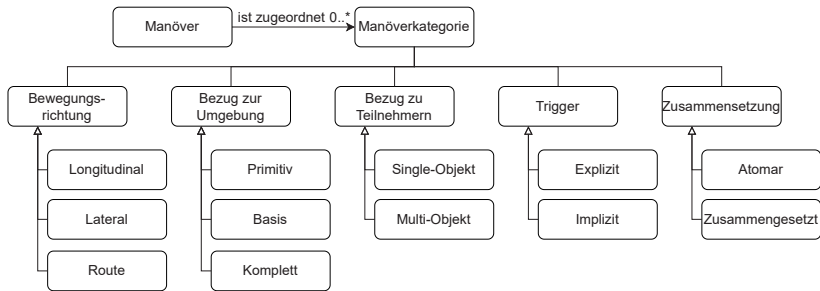 Manöver
ist zugeordnet 0..*
Manöverkategorie
Bewegungs-
richtung
Bezug zur
Umgebung
Bezug zu
Teilnehmern
Trigger
Zusammensetzung
Longitudinal
Primitiv
Single-Objekt
Explizit
Atomar
Lateral
Basis
Multi-Objekt
Implizit
Zusammengesetzt
Route
Komplett